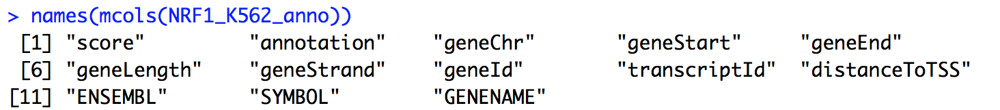 > names(mcols(NRF1_K562_anno))
[1] "score" "annotation" "geneChr" "geneStart" "geneEnd"
[6] "geneLength" "geneStrand" "geneId" "transcriptId" "distanceToTSS"
[11] "ENSEMBL" "SYMBOL" "GENENAME"